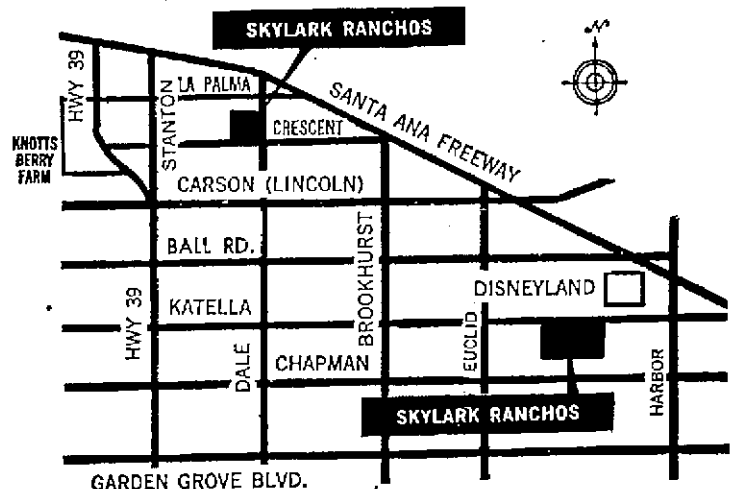 SKYLARK RANCHOS
N
HWY 39
STANTON
LA PALMA
SANTA ANA FREEWAY
CRESCENT
KNOTTS
BERRY
FARM
CARSON (LINCOLN)
BALL RD.
DISNEYLAND
HWY 39
KATELLA
DALE
BROOKHURST
EUCLID
CHAPMAN
HARBOR
SKYLARK RANCHOS
GARDEN GROVE BLVD.